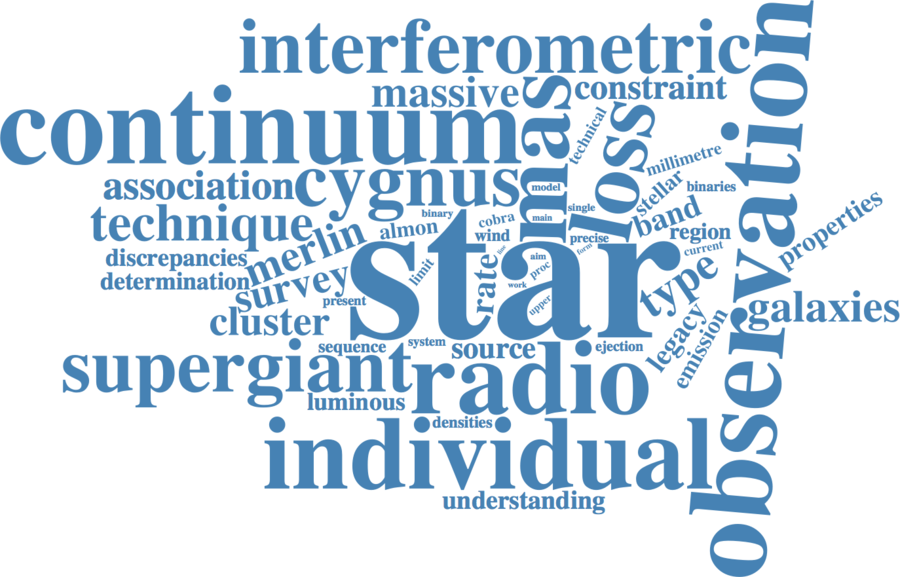 interferometric
massive
constraint
continuum
mas
technical
loss
observation
millimetre
association
cygnus
model
stellar
binaries
technique
binary
single
band
properties
merlin
almon
cobra
main
wind
precise
region
discrepancies
line
form
current
determination
survey
limit
star
rate
aim
proc
type
present
work
upper
cluster
galaxies
legacy
emission
sequence
system
source
ejection
supergiant
radio
luminous
densities
individual
understanding